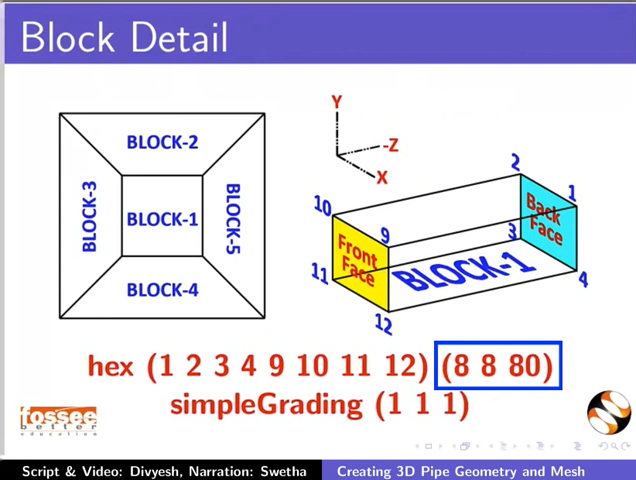 Block Detail
BLOCK-2
BLOCK-3
BLOCK-1
BLOCK-5
BLOCK-4
Y
-Z
X
2
1
10
9
Back
Face
3
Front
Face
11
BLOCK-1
4
12
hex (1 2 3 4 9 10 11 12) (8 8 80)
simpleGrading (1 1 1)
fossee
better
education
Script & Video: Divyesh, Narration: Swetha
Creating 3D Pipe Geometry and Mesh